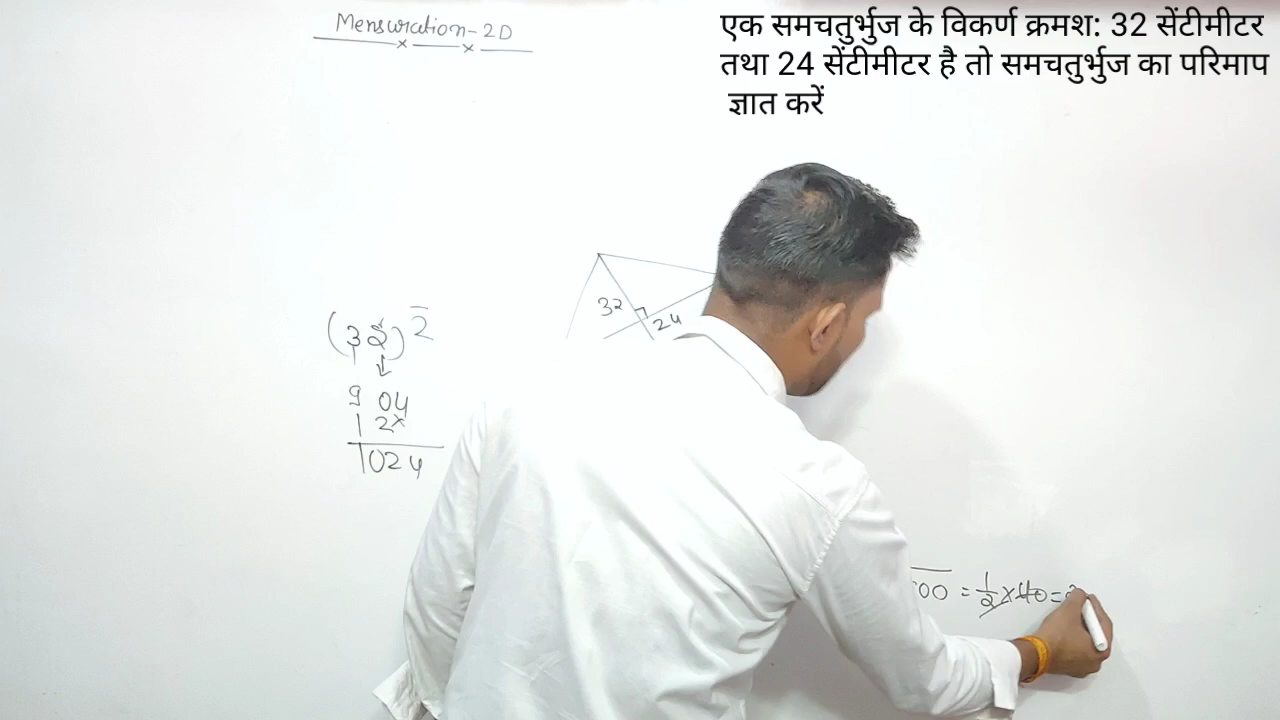 Mensuration-2D
एक समचतुर्भुज के विकर्ण क्रमश: 32 सेंटीमीटर
तथा 24 सेंटीमीटर है तो समचतुर्भुज का परिमाप
ज्ञात करें
32
24
(32)2
9 04
1 2×
1024
00 = 1/2 × 40 =